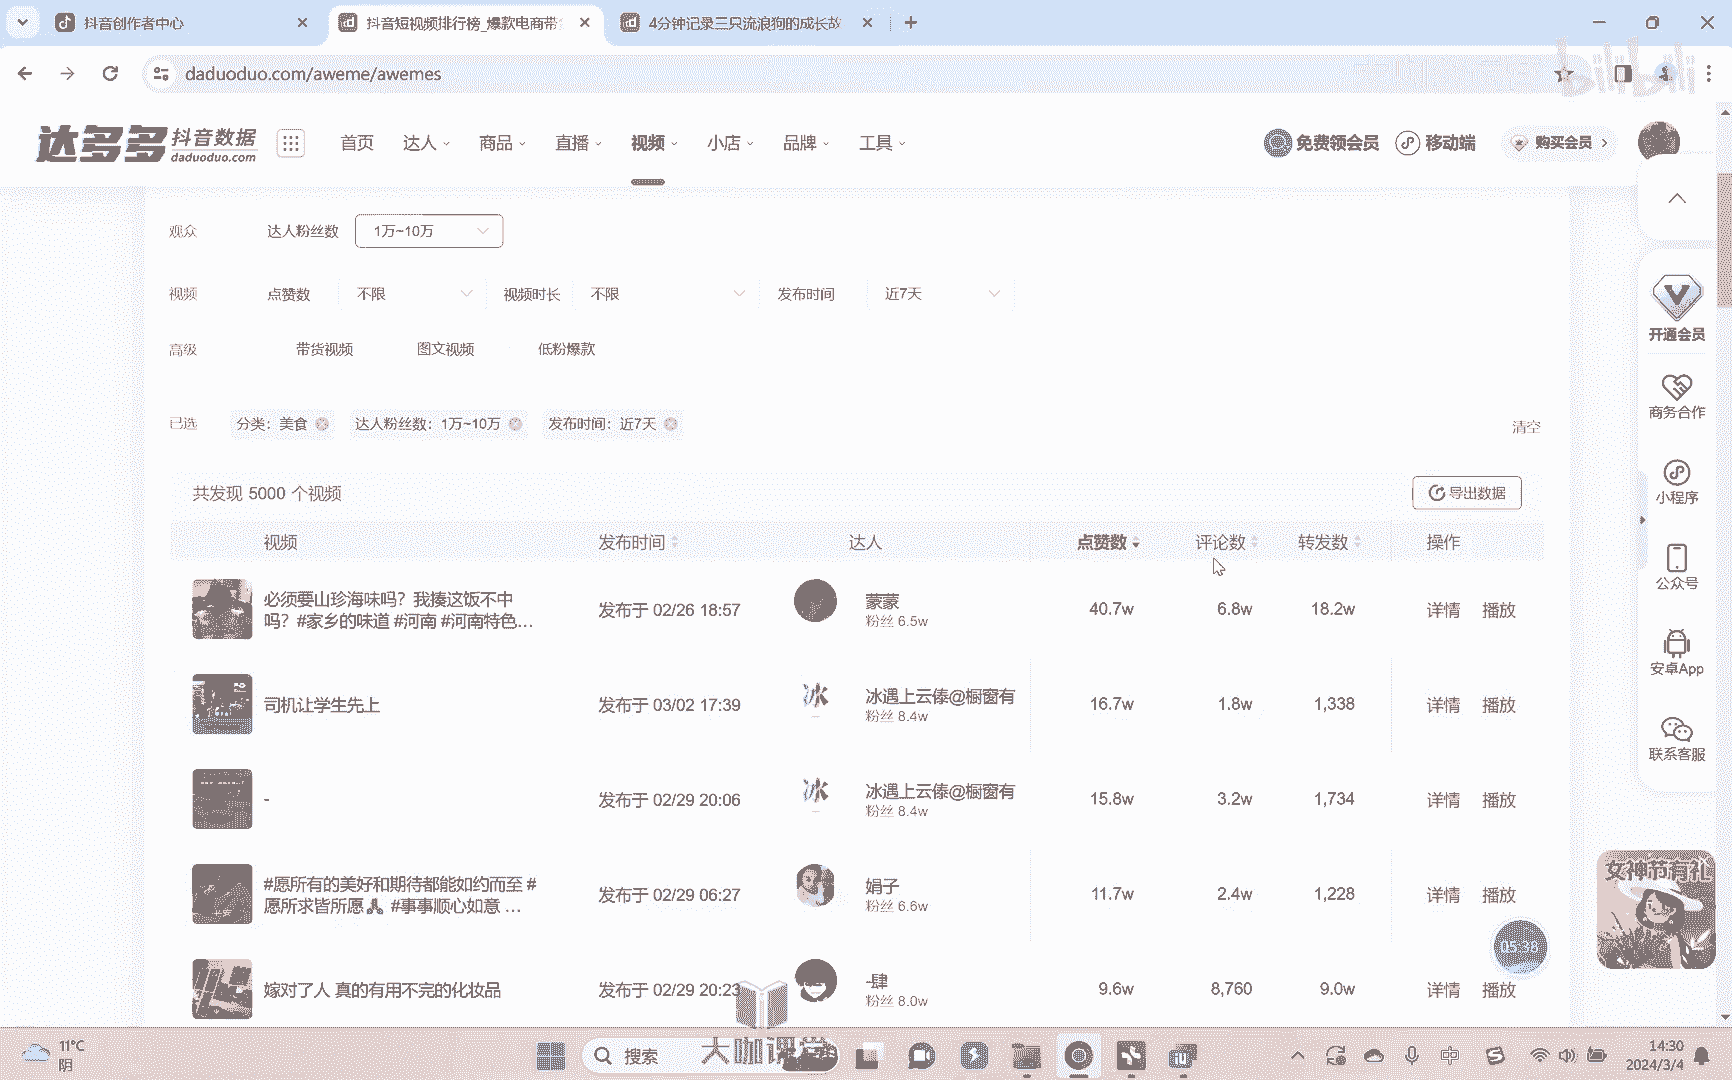 抖音创作者中心
抖音短视频排行榜_爆款电商带
4分钟记录三只流浪狗的成长故
daduoduo.com/aweme/awemes
bilibili
达多多 抖音数据 daduoduo.com
首页 达人 商品 直播 视频 小店 品牌 工具
免费领会员 移动端 购买会员
观众 达人粉丝数 1万~10万
视频 点赞数 不限 视频时长 不限 发布时间 近7天
高级 带货视频 图文视频 低粉爆款
已选 分类：美食 达人粉丝数：1万~10万 发布时间：近7天 清空
共发现 5000 个视频 导出数据
视频 发布时间 达人 点赞数 评论数 转发数 操作
必须要山珍海味吗？我揍这饭不中
吗？#家乡的味道 #河南 #河南特色...
发布于 02/26 18:57
蒙蒙
粉丝 6.5w
40.7w 6.8w 18.2w 详情 播放
司机让学生先上
发布于 03/02 17:39
冰遇上云傣@橱窗有
粉丝 8.4w
16.7w 1.8w 1,338 详情 播放
-
发布于 02/29 20:06
冰遇上云傣@橱窗有
粉丝 8.4w
15.8w 3.2w 1,734 详情 播放
#愿所有的美好和期待都能如约而至 #
愿所求皆所愿🙏 #事事顺心如意 ...
发布于 02/29 06:27
娟子
粉丝 6.6w
11.7w 2.4w 1,228 详情 播放
嫁对了人 真的有用不完的化妆品
发布于 02/29 20:23
-肆
粉丝 8.0w
9.6w 8,760 9.0w 详情 播放
开通会员
商务合作
小程序
公众号
安卓App
联系客服
女神节有礼
05:38
大咖课堂
11°C
阴
搜索
中
14:30
2024/3/4